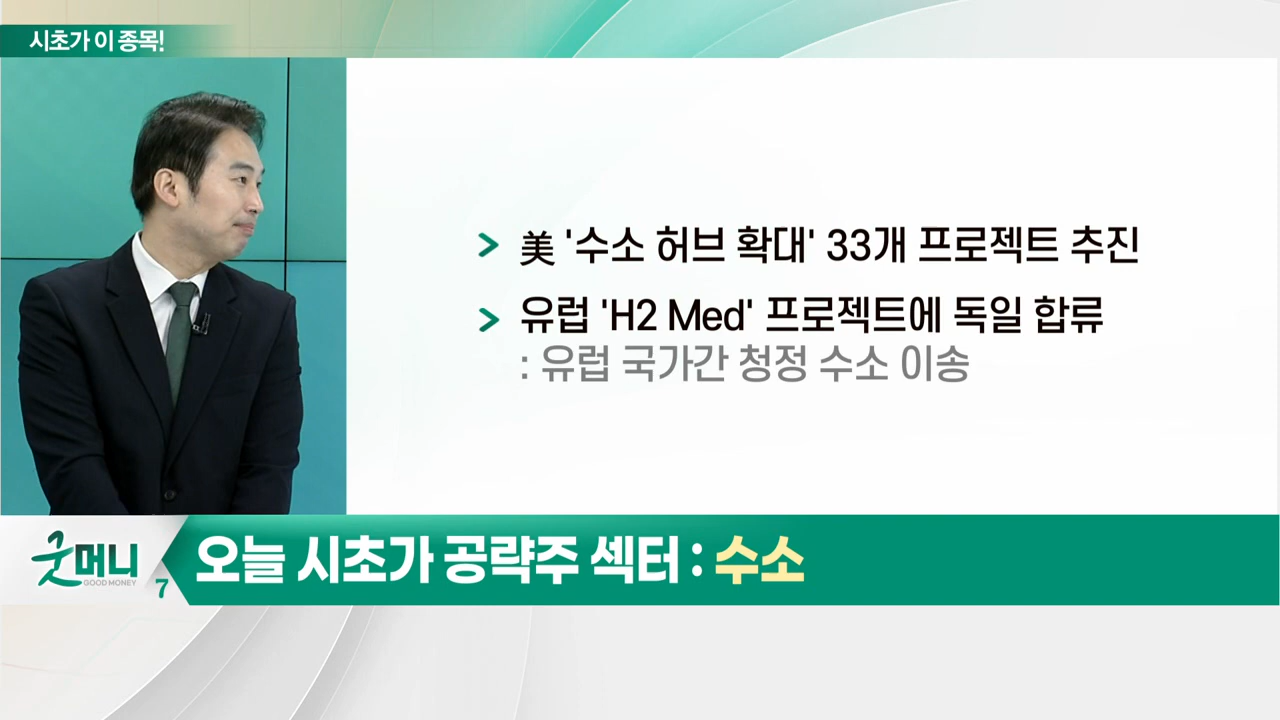 시초가 이 종목!
> 美 '수소 허브 확대' 33개 프로젝트 추진
> 유럽 'H2 Med' 프로젝트에 독일 합류
: 유럽 국가간 청정 수소 이송
굿머니
GOOD MONEY
7
오늘 시초가 공략주 섹터 : 수소